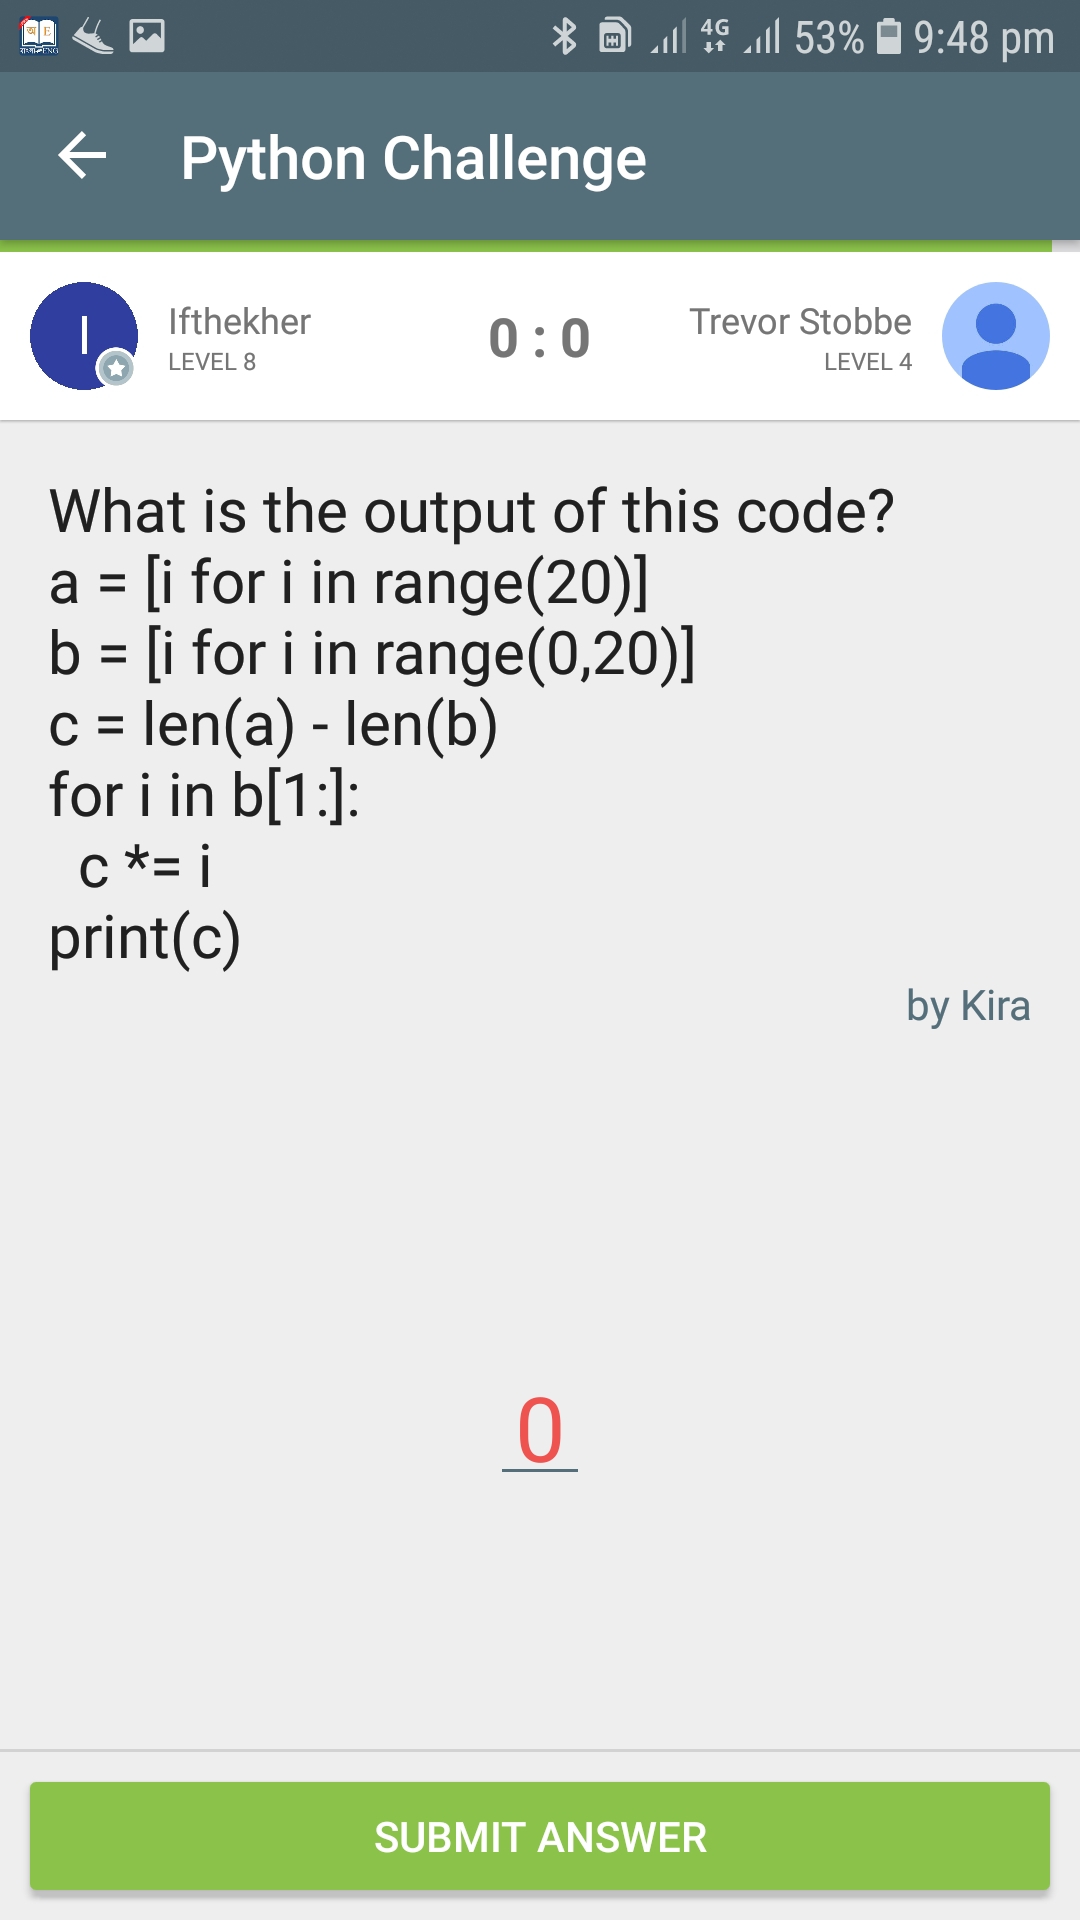 4G 53% 9:48 pm
Python Challenge
I Ifthekher 0 : 0 Trevor Stobbe
LEVEL 8 LEVEL 4
What is the output of this code?
a = [i for i in range(20)]
b = [i for i in range(0,20)]
c = len(a) - len(b)
for i in b[1:]:
  c *= i
print(c)
by Kira
0
SUBMIT ANSWER